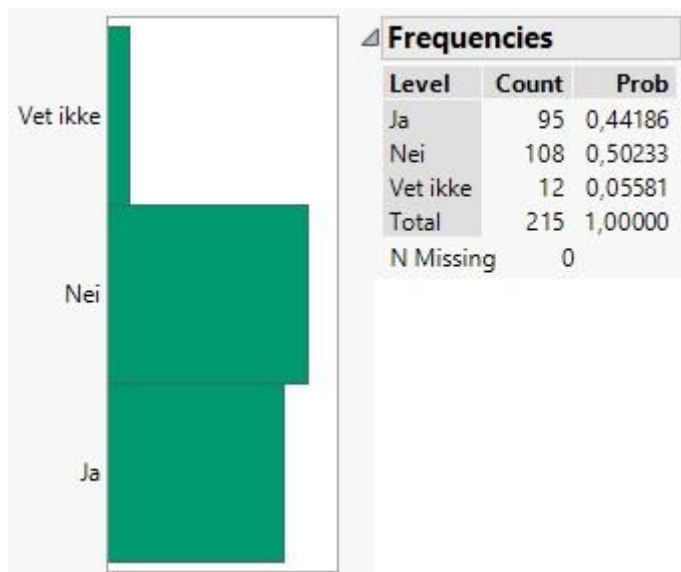 Vet ikke
Nei
Ja
Frequencies
Level Count Prob
Ja 95 0,44186
Nei 108 0,50233
Vet ikke 12 0,05581
Total 215 1,00000
N Missing 0